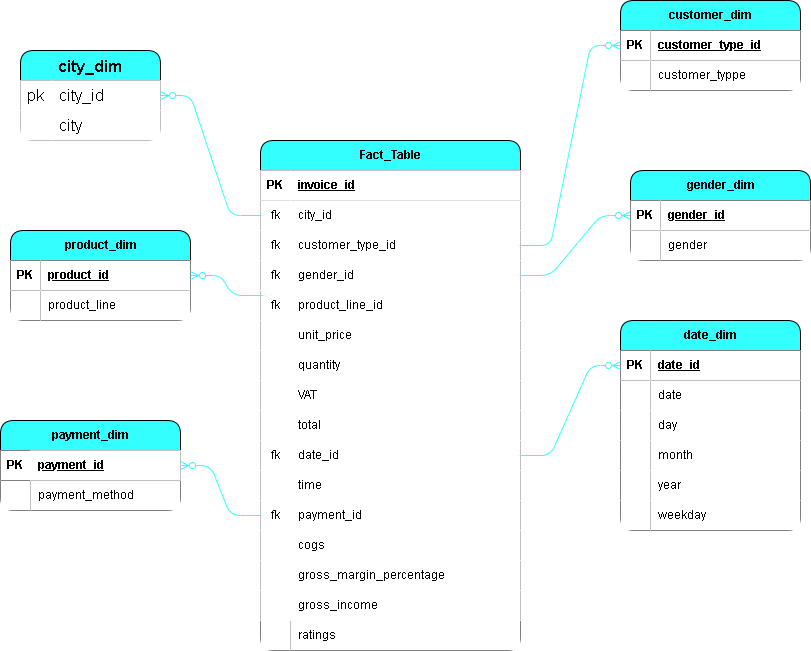 city_dim
pk city_id
city
product_dim
PK product_id
product_line
payment_dim
PK payment_id
payment_method
Fact_Table
PK invoice_id
fk city_id
fk customer_type_id
fk gender_id
fk product_line_id
unit_price
quantity
VAT
total
fk date_id
time
fk payment_id
cogs
gross_margin_percentage
gross_income
ratings
customer_dim
PK customer_type_id
customer_typpe
gender_dim
PK gender_id
gender
date_dim
PK date_id
date
day
month
year
weekday